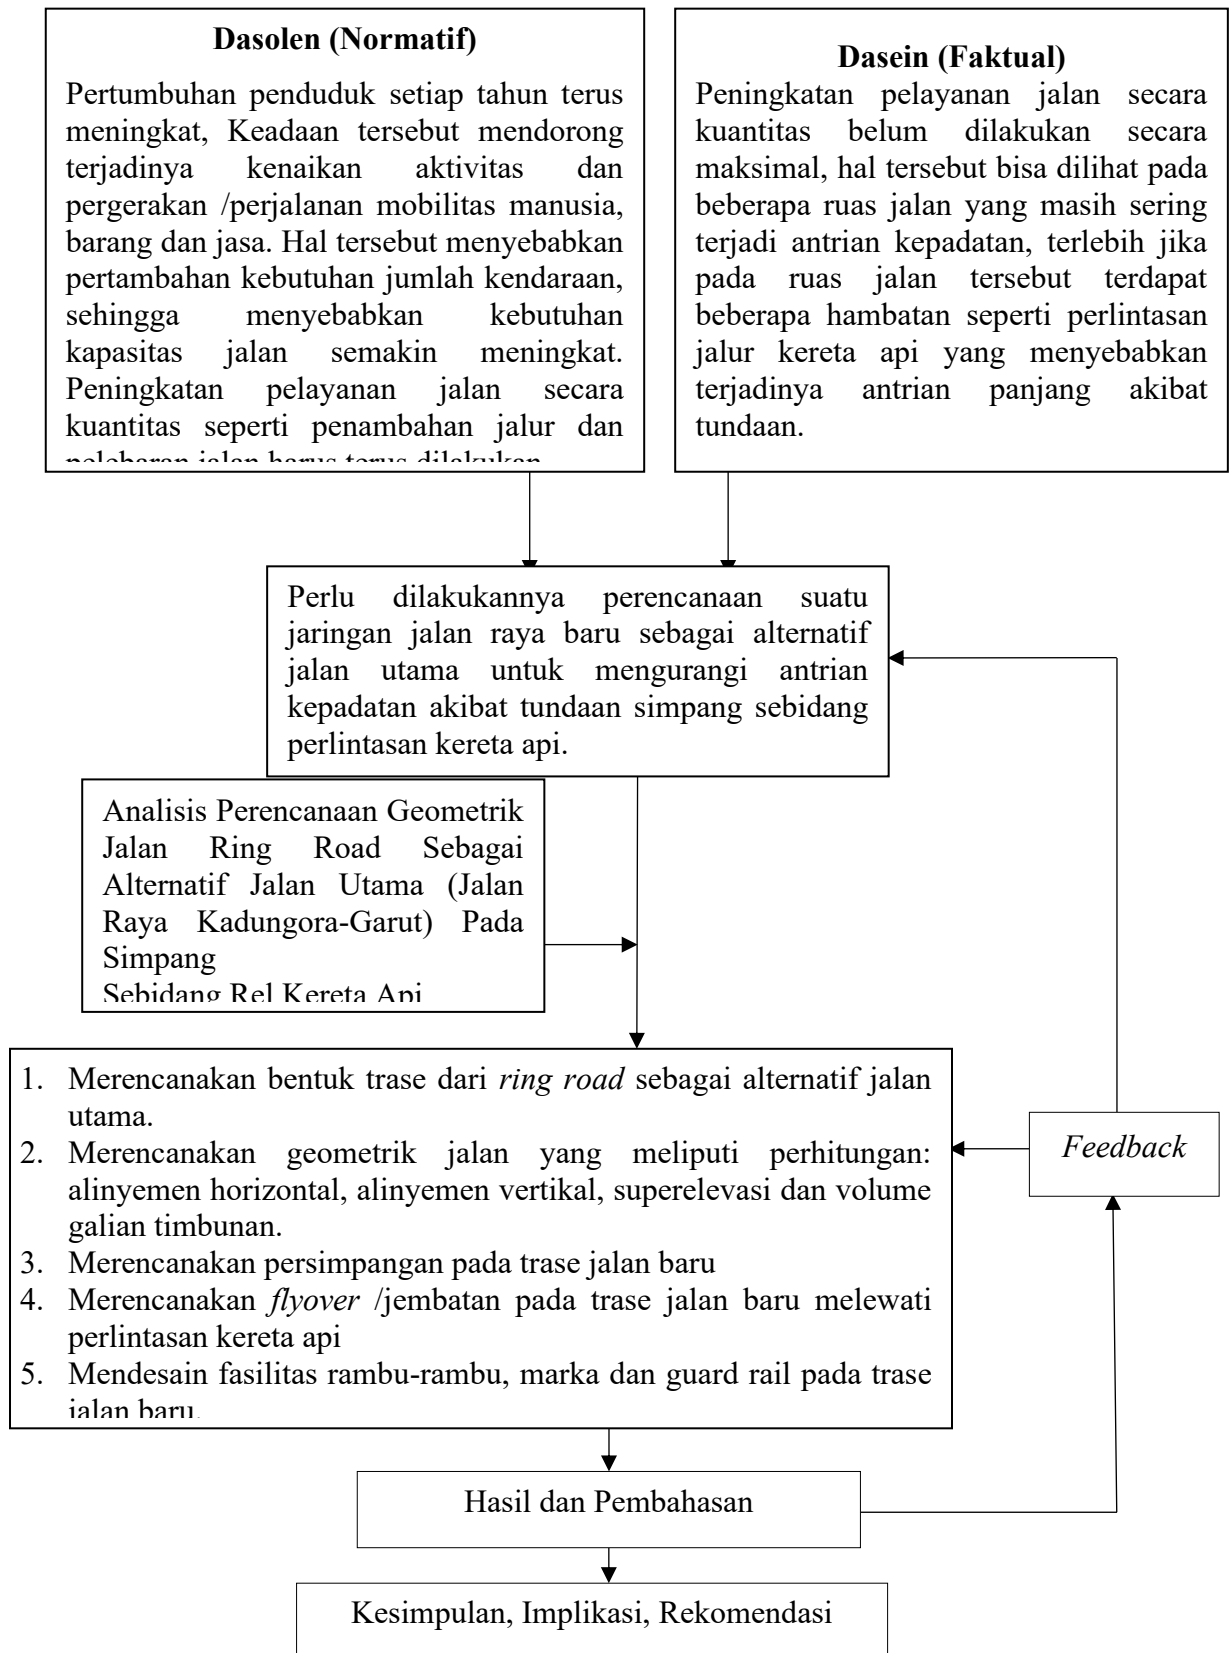 Dasolen (Normatif)
Pertumbuhan penduduk setiap tahun terus
meningkat, Keadaan tersebut mendorong
terjadinya kenaikan aktivitas dan
pergerakan /perjalanan mobilitas manusia,
barang dan jasa. Hal tersebut menyebabkan
pertambahan kebutuhan jumlah kendaraan,
sehingga menyebabkan kebutuhan
kapasitas jalan semakin meningkat.
Peningkatan pelayanan jalan secara
kuantitas seperti penambahan jalur dan
pelebaran jalan harus terus dilakukan
Dasein (Faktual)
Peningkatan pelayanan jalan secara
kuantitas belum dilakukan secara
maksimal, hal tersebut bisa dilihat pada
beberapa ruas jalan yang masih sering
terjadi antrian kepadatan, terlebih jika
pada ruas jalan tersebut terdapat
beberapa hambatan seperti perlintasan
jalur kereta api yang menyebabkan
terjadinya antrian panjang akibat
tundaan.
Perlu dilakukannya perencanaan suatu
jaringan jalan raya baru sebagai alternatif
jalan utama untuk mengurangi antrian
kepadatan akibat tundaan simpang sebidang
perlintasan kereta api.
Analisis Perencanaan Geometrik
Jalan Ring Road Sebagai
Alternatif Jalan Utama (Jalan
Raya Kadungora-Garut) Pada
Simpang
Sebidang Rel Kereta Api
1. Merencanakan bentuk trase dari ring road sebagai alternatif jalan
utama.
2. Merencanakan geometrik jalan yang meliputi perhitungan:
alinyemen horizontal, alinyemen vertikal, superelevasi dan volume
galian timbunan.
3. Merencanakan persimpangan pada trase jalan baru
4. Merencanakan flyover /jembatan pada trase jalan baru melewati
perlintasan kereta api
5. Mendesain fasilitas rambu-rambu, marka dan guard rail pada trase
jalan baru.
Feedback
Hasil dan Pembahasan
Kesimpulan, Implikasi, Rekomendasi